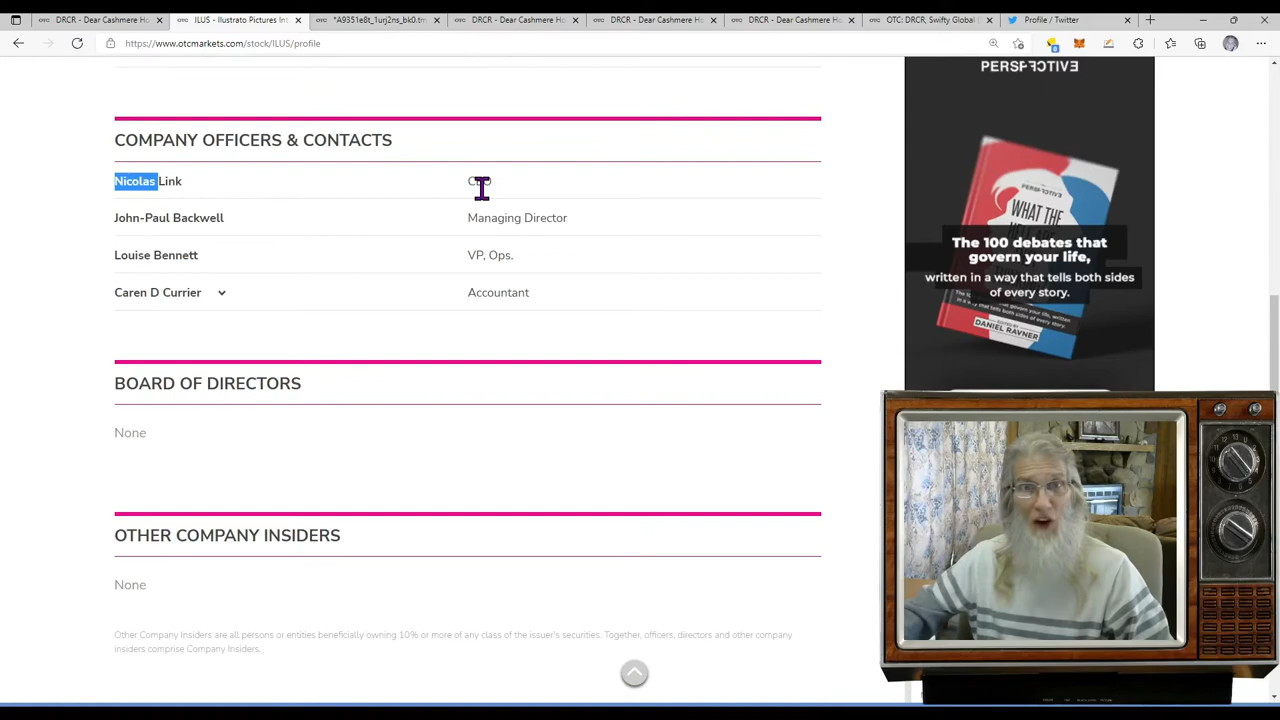 DRCR - Dear Cashmere Ho
ILUS - Ilustrato Pictures Int
*A9351e8t_1urj2ns_bk0.tm
DRCR - Dear Cashmere Ho
DRCR - Dear Cashmere Ho
DRCR - Dear Cashmere Ho
OTC: DRCR, Swifty Global |
Profile / Twitter
https://www.otcmarkets.com/stock/ILUS/profile
PERSPECTIVE
COMPANY OFFICERS & CONTACTS
Nicolas Link CEO
John-Paul Backwell Managing Director
Louise Bennett VP, Ops.
Caren D Currier Accountant
PERSPECTIVE
WHAT THE
The 100 debates that
govern your life,
written in a way that tells both sides
of every story.
DANIEL RAVNER
BOARD OF DIRECTORS
None
OTHER COMPANY INSIDERS
None
Other Company Insiders are all persons or entities beneficially owning 10% or more of any class of the issuer's securities. Together, officers, directors and other company
insiders comprise Company Insiders.